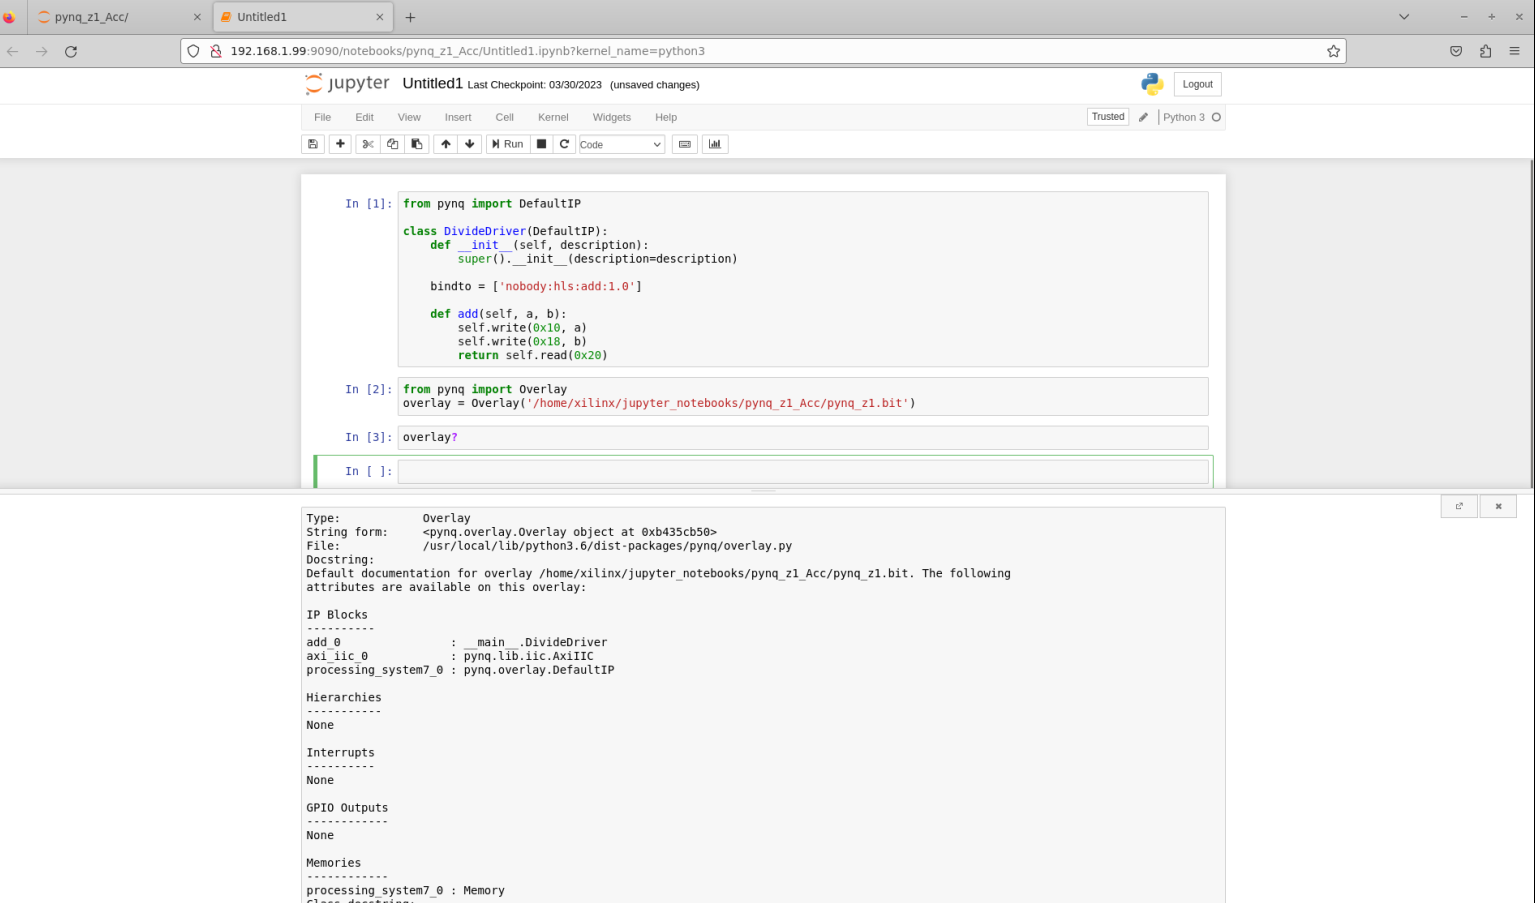 pynq_z1_Acc/
Untitled1
192.168.1.99:9090/notebooks/pynq_z1_Acc/Untitled1.ipynb?kernel_name=python3
jupyter Untitled1 Last Checkpoint: 03/30/2023 (unsaved changes)
Logout
File Edit View Insert Cell Kernel Widgets Help
Trusted
Python 3
Run
Code
In [1]:
from pynq import DefaultIP
class DivideDriver(DefaultIP):
def __init__(self, description):
super().__init__(description=description)
bindto = ['nobody:hls:add:1.0']
def add(self, a, b):
self.write(0x10, a)
self.write(0x18, b)
return self.read(0x20)
In [2]:
from pynq import Overlay
overlay = Overlay('/home/xilinx/jupyter_notebooks/pynq_z1_Acc/pynq_z1.bit')
In [3]:
overlay?
In [ ]:
Type: Overlay
String form: <pynq.overlay.Overlay object at 0xb435cb50>
File: /usr/local/lib/python3.6/dist-packages/pynq/overlay.py
Docstring:
Default documentation for overlay /home/xilinx/jupyter_notebooks/pynq_z1_Acc/pynq_z1.bit. The following
attributes are available on this overlay:
IP Blocks
----------
add_0 : __main__.DivideDriver
axi_iic_0 : pynq.lib.iic.AxiIIC
processing_system7_0 : pynq.overlay.DefaultIP
Hierarchies
-----------
None
Interrupts
----------
None
GPIO Outputs
------------
None
Memories
------------
processing_system7_0 : Memory
Class docstring: